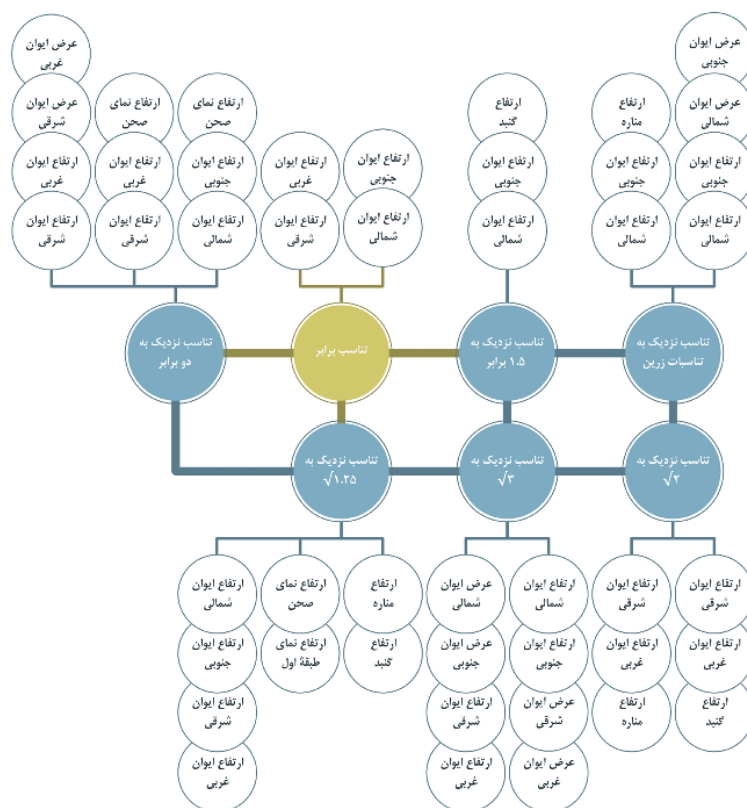 عرض ایوان
جنوبی
عرض ایوان
شمالی
ارتفاع ایوان
جنوبی
ارتفاع ایوان
شمالی
ارتفاع
مناره
ارتفاع ایوان
جنوبی
ارتفاع ایوان
شمالی
ارتفاع
گنبد
ارتفاع ایوان
جنوبی
ارتفاع ایوان
شمالی
ارتفاع ایوان
جنوبی
ارتفاع ایوان
شمالی
ارتفاع ایوان
غربی
ارتفاع ایوان
شرقی
ارتفاع نمای
صحن
ارتفاع ایوان
جنوبی
ارتفاع ایوان
شمالی
ارتفاع نمای
صحن
ارتفاع ایوان
غربی
ارتفاع ایوان
شرقی
عرض ایوان
غربی
عرض ایوان
شرقی
ارتفاع ایوان
غربی
ارتفاع ایوان
شرقی
تناسب نزدیک به
تناسبات زرین
تناسب نزدیک به
۱.۵ برابر
تناسب برابر
تناسب نزدیک به
دو برابر
تناسب نزدیک به
√۲
تناسب نزدیک به
√۳
تناسب نزدیک به
√۱.۲۵
ارتفاع ایوان
شرقی
ارتفاع ایوان
غربی
ارتفاع
گنبد
ارتفاع ایوان
شرقی
ارتفاع ایوان
غربی
ارتفاع
مناره
ارتفاع ایوان
شمالی
ارتفاع ایوان
جنوبی
عرض ایوان
شرقی
عرض ایوان
غربی
عرض ایوان
شمالی
عرض ایوان
جنوبی
ارتفاع ایوان
شرقی
ارتفاع ایوان
غربی
ارتفاع
مناره
ارتفاع
گنبد
ارتفاع نمای
صحن
ارتفاع نمای
طبقۀ اول
ارتفاع ایوان
شمالی
ارتفاع ایوان
جنوبی
ارتفاع ایوان
شرقی
ارتفاع ایوان
غربی